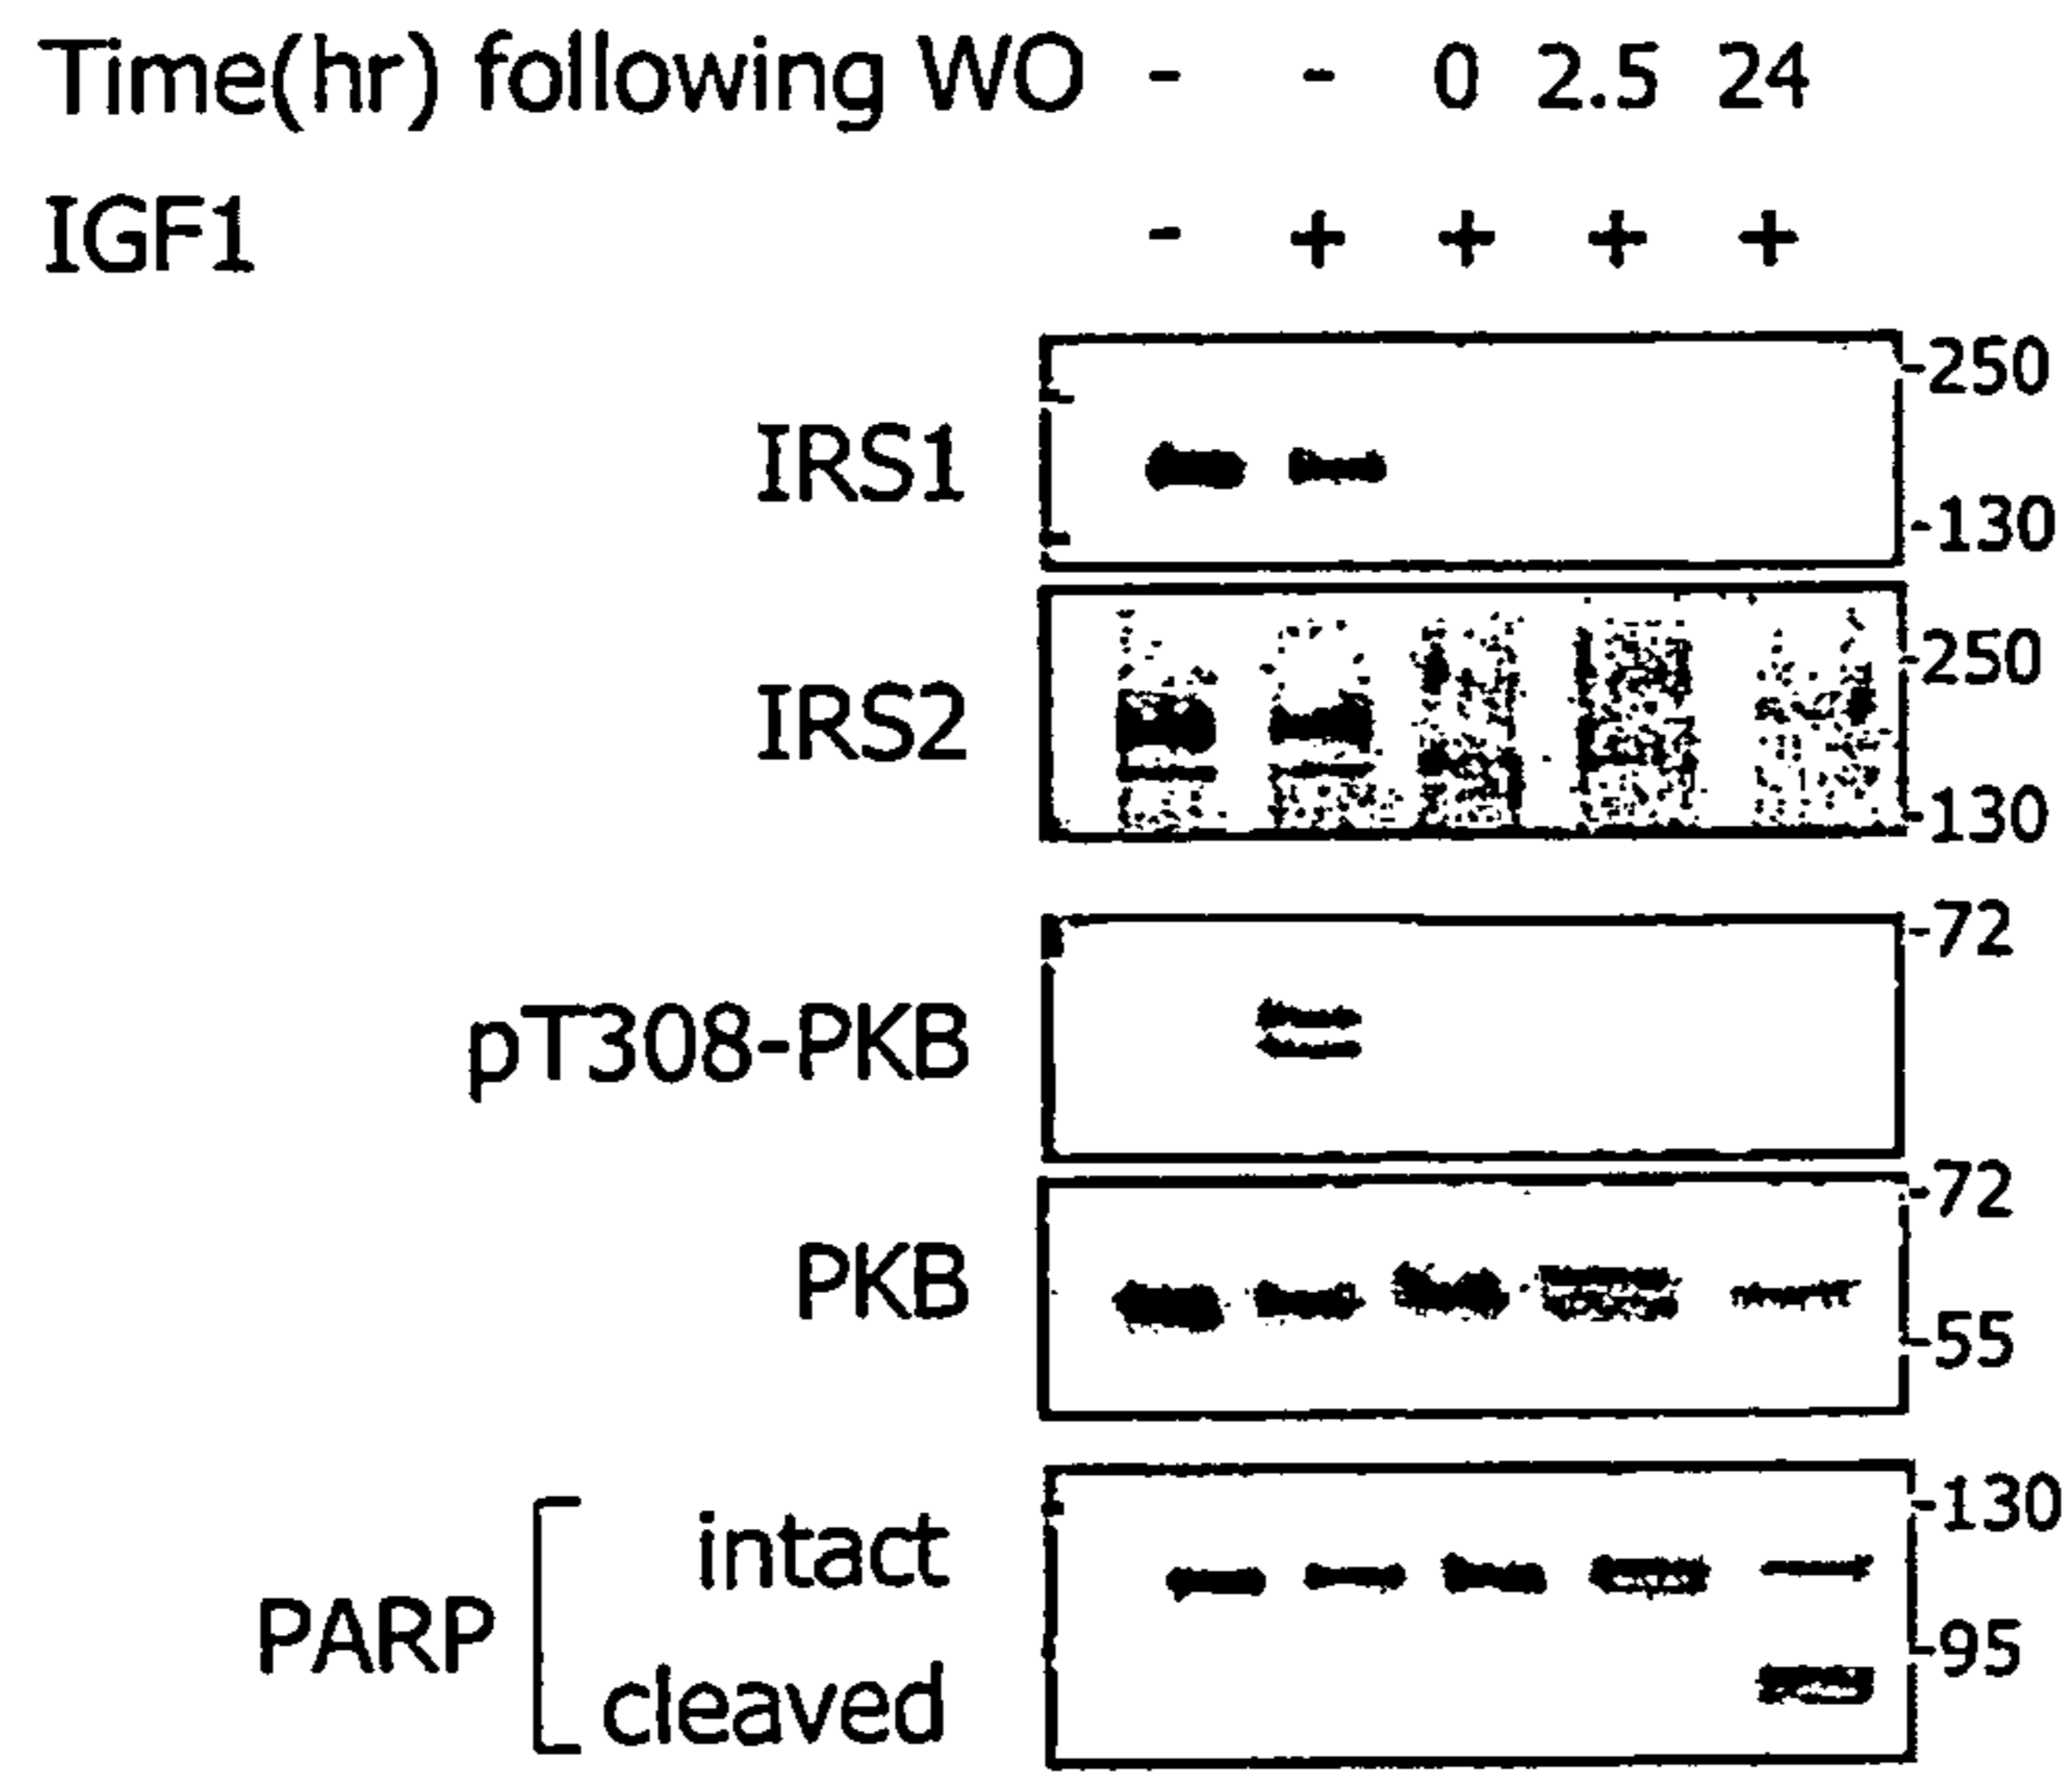 Time(hr) following WO - - 0 2.5 24
IGF1 - + + + +
IRS1 -250 -130
IRS2 -250 -130
pT308-PKB -72
PKB -72 -55
PARP intact cleaved -130 -95